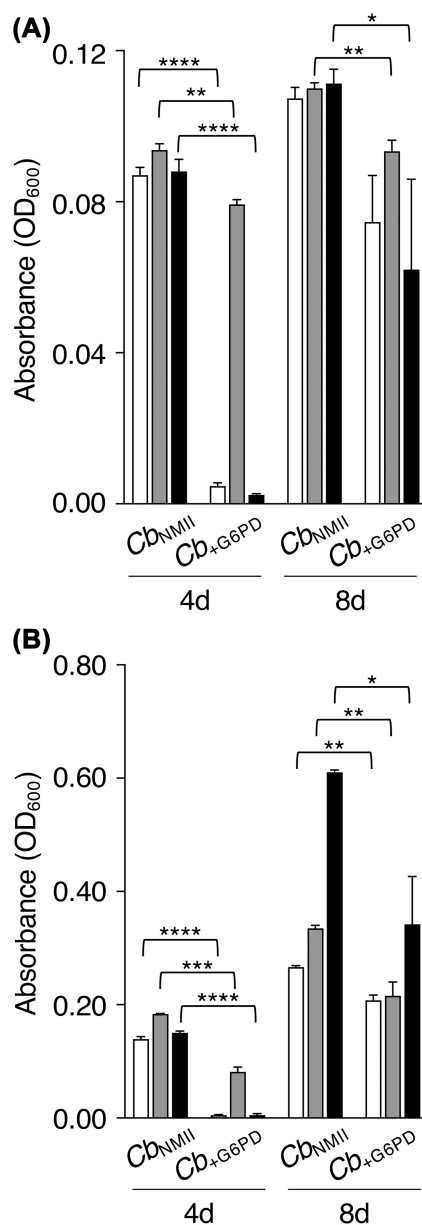 (A)
0.12
0.08
0.04
0.00
Absorbance (OD600)
****
**
****
**
*
CbNMII Cb+G6PD CbNMII Cb+G6PD
4d 8d
(B)
0.80
0.60
0.40
0.20
0.00
Absorbance (OD600)
****
***
****
**
**
*
CbNMII Cb+G6PD CbNMII Cb+G6PD
4d 8d